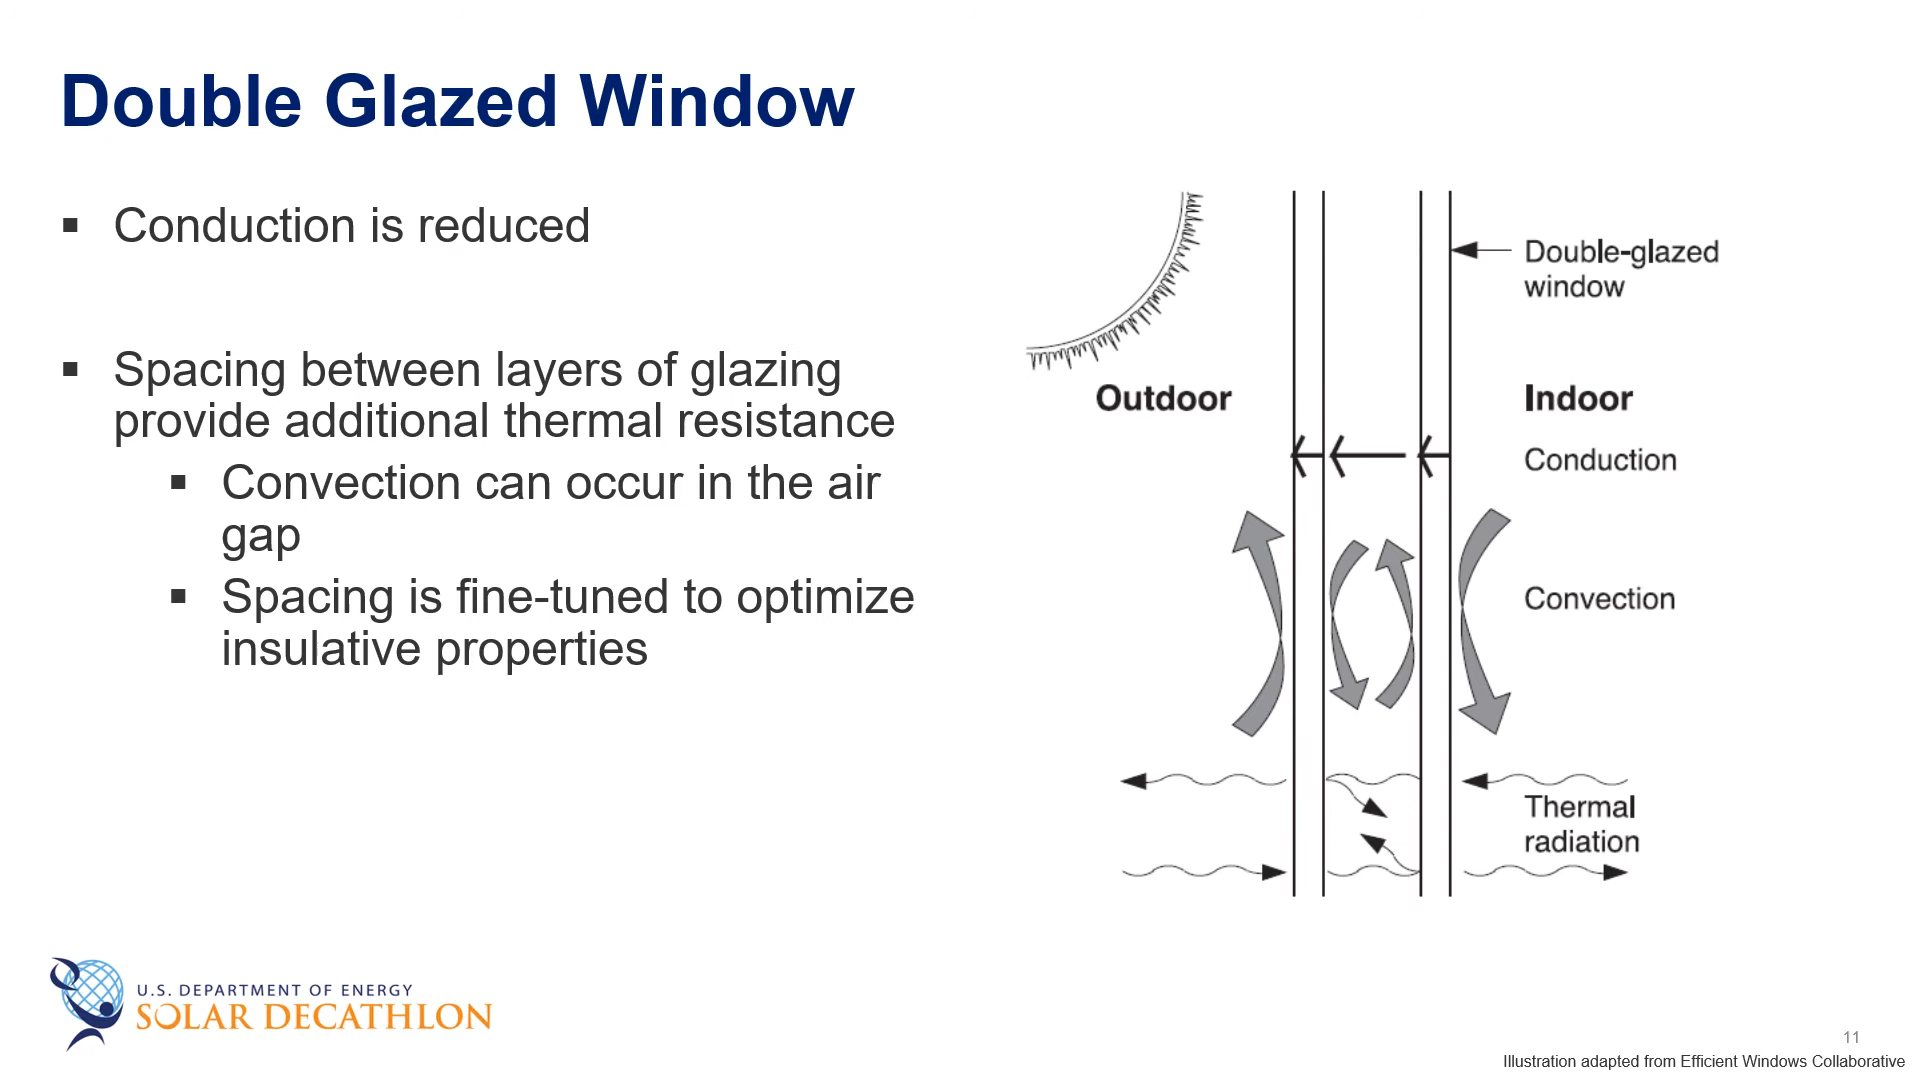 Double Glazed Window
▪ Conduction is reduced
▪ Spacing between layers of glazing
provide additional thermal resistance
▪ Convection can occur in the air
gap
▪ Spacing is fine-tuned to optimize
insulative properties
Double-glazed
window
Outdoor
Indoor
Conduction
Convection
Thermal
radiation
U.S. DEPARTMENT OF ENERGY
SOLAR DECATHLON
11
Illustration adapted from Efficient Windows Collaborative